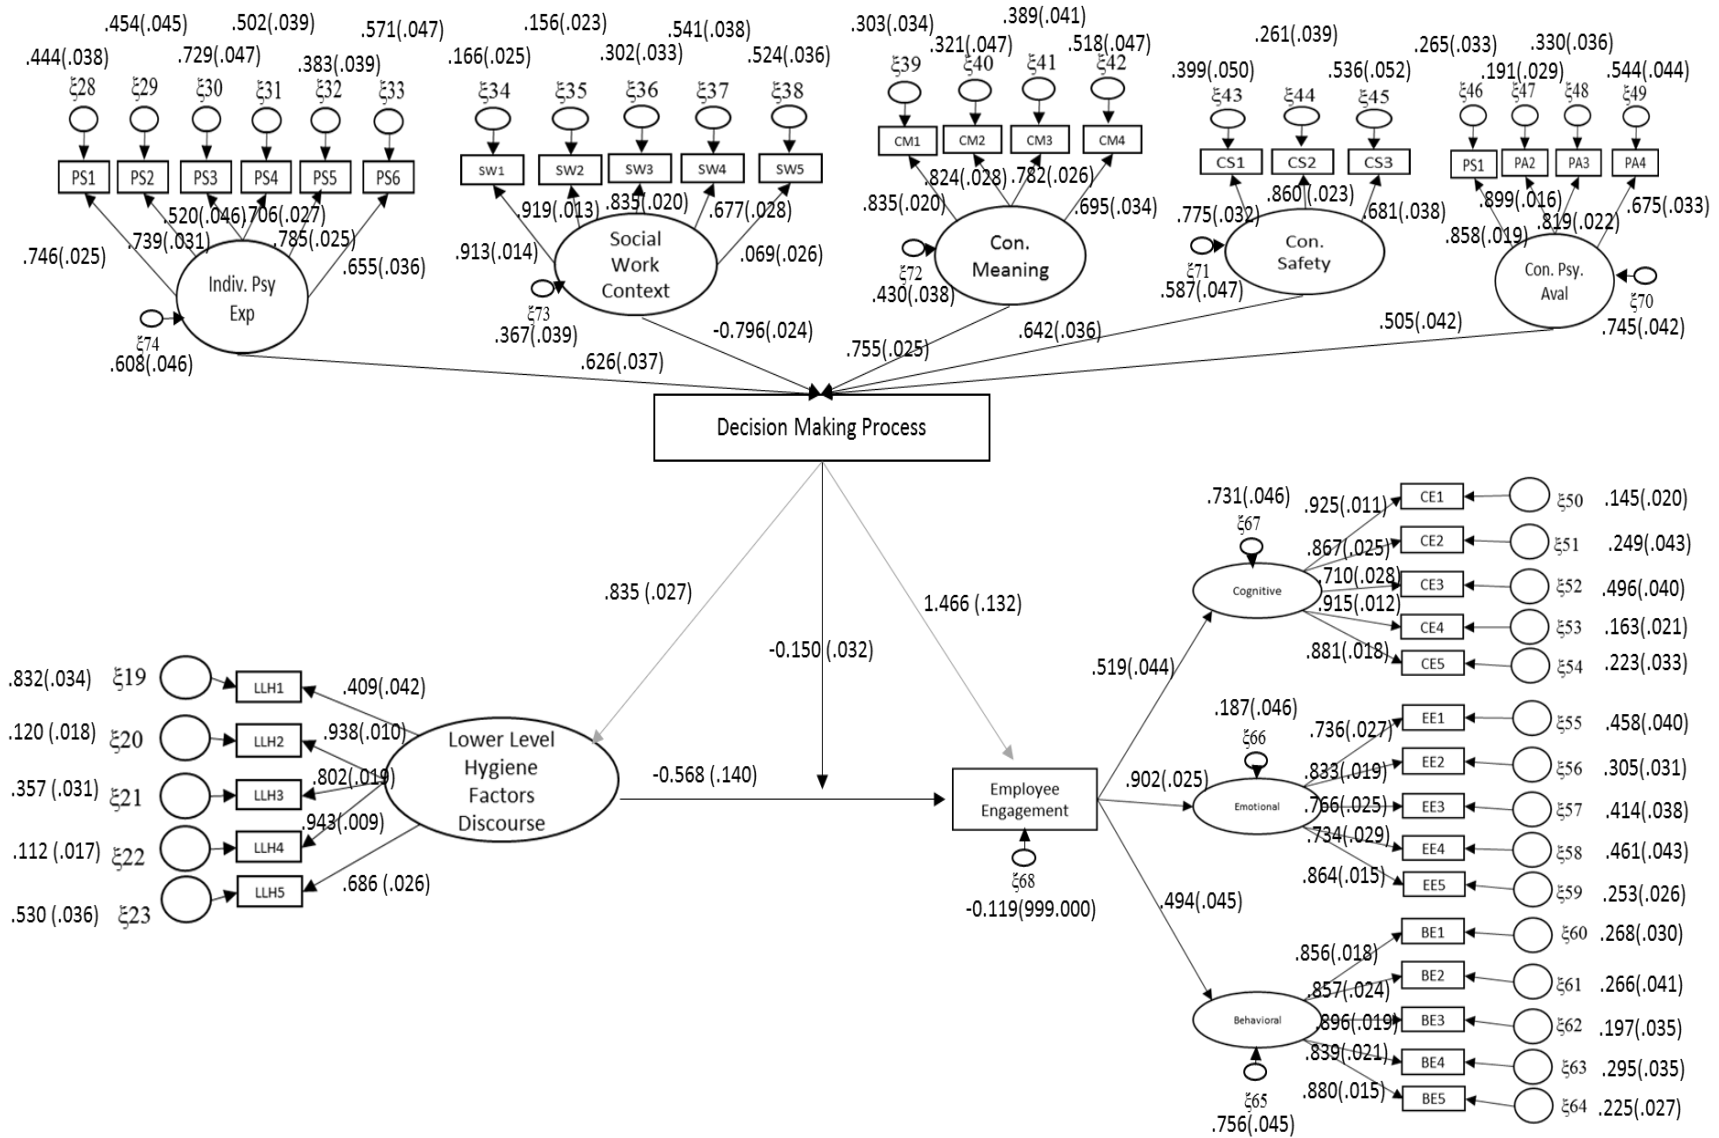 .454(.045) .502(.039) .571(.047) .156(.023) .541(.038) .303(.034) .389(.041) .261(.039) .265(.033) .330(.036)
.444(.038) .729(.047) .383(.039) .166(.025) .302(.033) .524(.036) .321(.047) .518(.047) .399(.050) .536(.052) .191(.029) .544(.044)
ξ28 ξ29 ξ30 ξ31 ξ32 ξ33 ξ34 ξ35 ξ36 ξ37 ξ38 ξ39 ξ40 ξ41 ξ42 ξ43 ξ44 ξ45 ξ46 ξ47 ξ48 ξ49
PS1 PS2 PS3 PS4 PS5 PS6 SW1 SW2 SW3 SW4 SW5 CM1 CM2 CM3 CM4 CS1 CS2 CS3 PS1 PA2 PA3 PA4
.520(.046) .706(.027) .919(.013) .835(.020) .677(.028) .835(.020) .824(.028) .782(.026) .695(.034) .775(.032) .860(.023) .681(.038) .899(.016) .819(.022) .675(.033)
.746(.025) .739(.031) .785(.025) .655(.036) .913(.014) .069(.026) .858(.019)
Indiv. Psy
Exp
Social
Work
Context
Con.
Meaning
Con.
Safety
Con. Psy.
Aval
ξ74 ξ73 ξ72 ξ71 ξ70
.608(.046) .367(.039) .430(.038) .587(.047) .745(.042)
.626(.037) -0.796(.024) .755(.025) .642(.036) .505(.042)
Decision Making Process
.835 (.027)
-0.150 (.032)
1.466 (.132)
.832(.034) ξ19 LLH1 .409(.042)
.120 (.018) ξ20 LLH2 .938(.010)
.357 (.031) ξ21 LLH3 .802(.019)
.112 (.017) ξ22 LLH4 .943(.009)
.530 (.036) ξ23 LLH5 .686 (.026)
Lower Level
Hygiene
Factors
Discourse
-0.568 (.140)
Employee
Engagement
ξ68
-0.119(999.000)
.519(.044)
.902(.025)
.494(.045)
.731(.046)
ξ67
Cognitive
.925(.011) CE1 ξ50 .145(.020)
.867(.025) CE2 ξ51 .249(.043)
.710(.028) CE3 ξ52 .496(.040)
.915(.012) CE4 ξ53 .163(.021)
.881(.018) CE5 ξ54 .223(.033)
.187(.046)
ξ66
Emotional
.736(.027) EE1 ξ55 .458(.040)
.833(.019) EE2 ξ56 .305(.031)
.766(.025) EE3 ξ57 .414(.038)
.734(.029) EE4 ξ58 .461(.043)
.864(.015) EE5 ξ59 .253(.026)
Behavioral
ξ65
.756(.045)
.856(.018) BE1 ξ60 .268(.030)
.857(.024) BE2 ξ61 .266(.041)
.896(.019) BE3 ξ62 .197(.035)
.839(.021) BE4 ξ63 .295(.035)
.880(.015) BE5 ξ64 .225(.027)